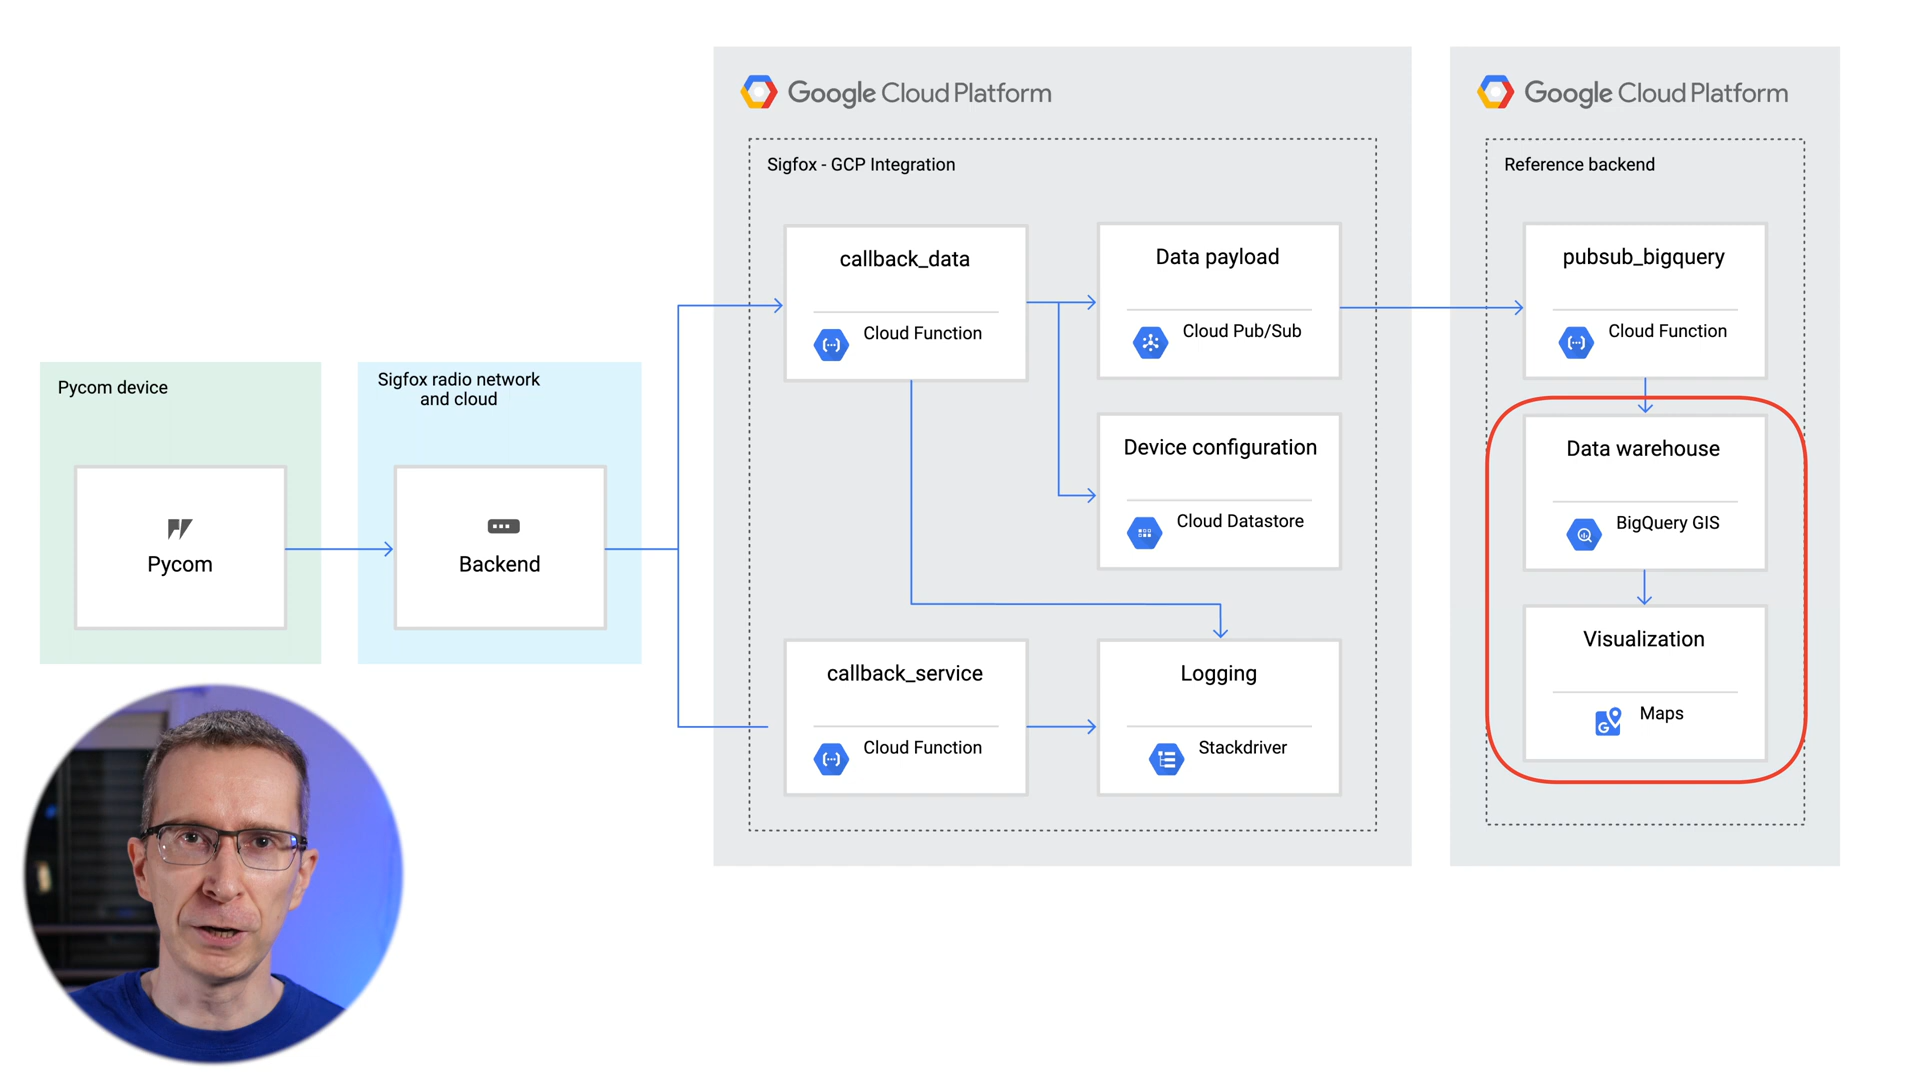 Google Cloud Platform
Sigfox - GCP Integration
callback_data
Cloud Function
Data payload
Cloud Pub/Sub
Device configuration
Cloud Datastore
callback_service
Cloud Function
Logging
Stackdriver
Google Cloud Platform
Reference backend
pubsub_bigquery
Cloud Function
Data warehouse
BigQuery GIS
Visualization
G
Maps
Pycom device
Pycom
Sigfox radio network
and cloud
Backend